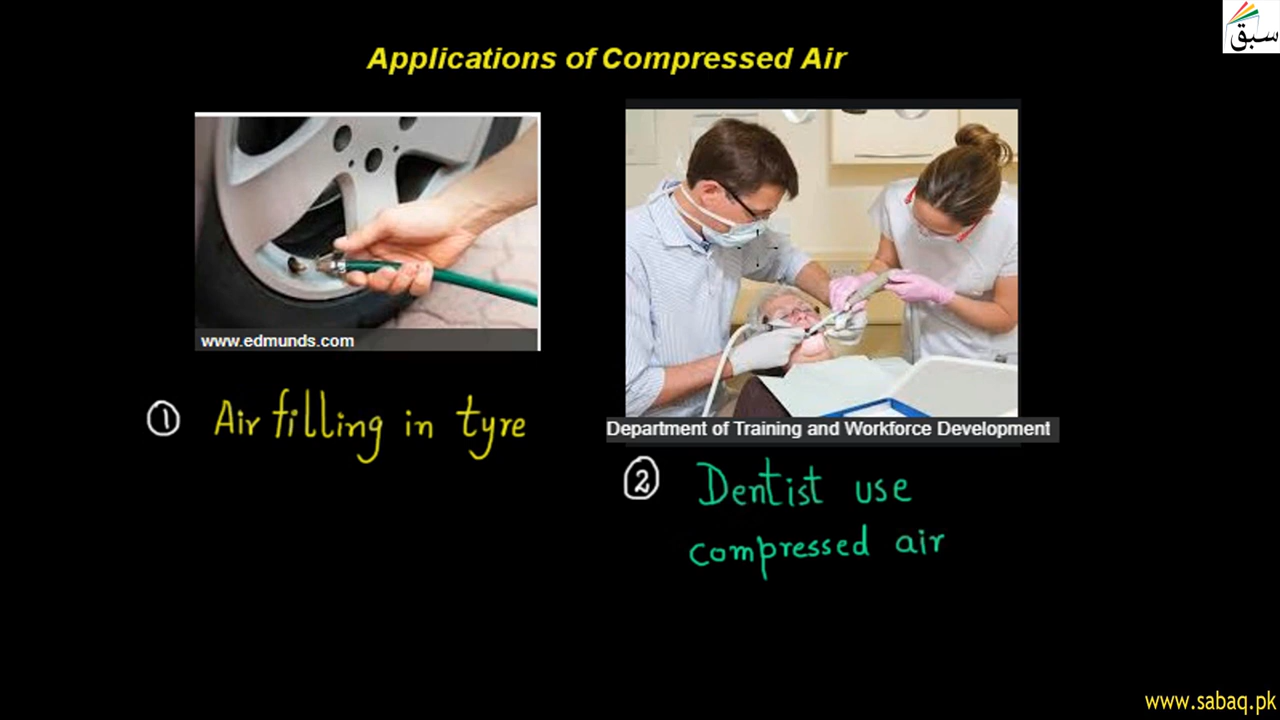 سبق
Applications of Compressed Air
www.edmunds.com
① Air filling in tyre
Department of Training and Workforce Development
② Dentist use
compressed air
www.sabaq.pk